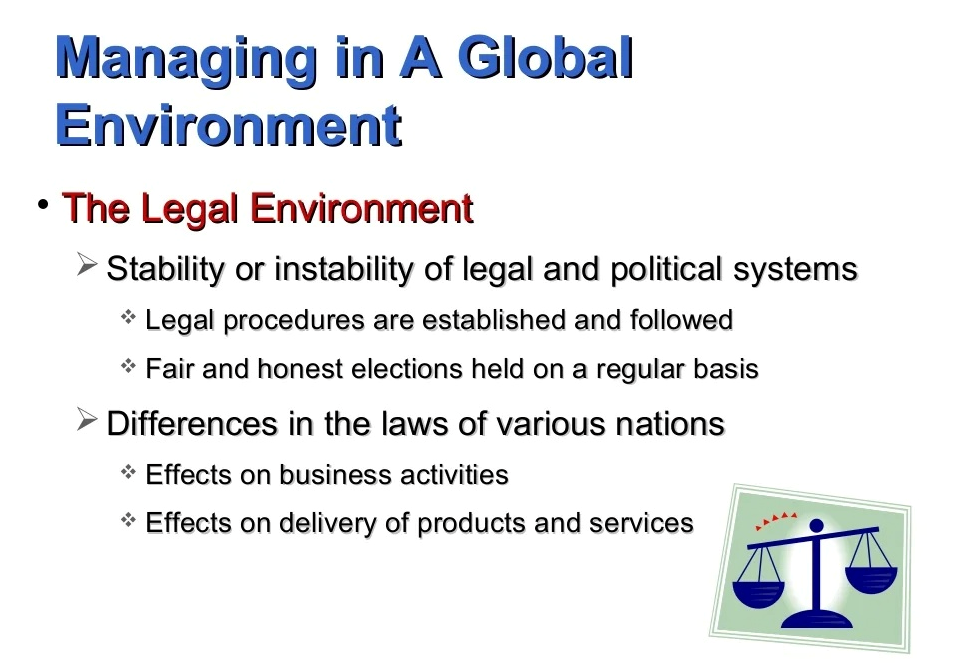 Managing in A Global
Environment
• The Legal Environment
➢ Stability or instability of legal and political systems
❖ Legal procedures are established and followed
❖ Fair and honest elections held on a regular basis
➢ Differences in the laws of various nations
❖ Effects on business activities
❖ Effects on delivery of products and services